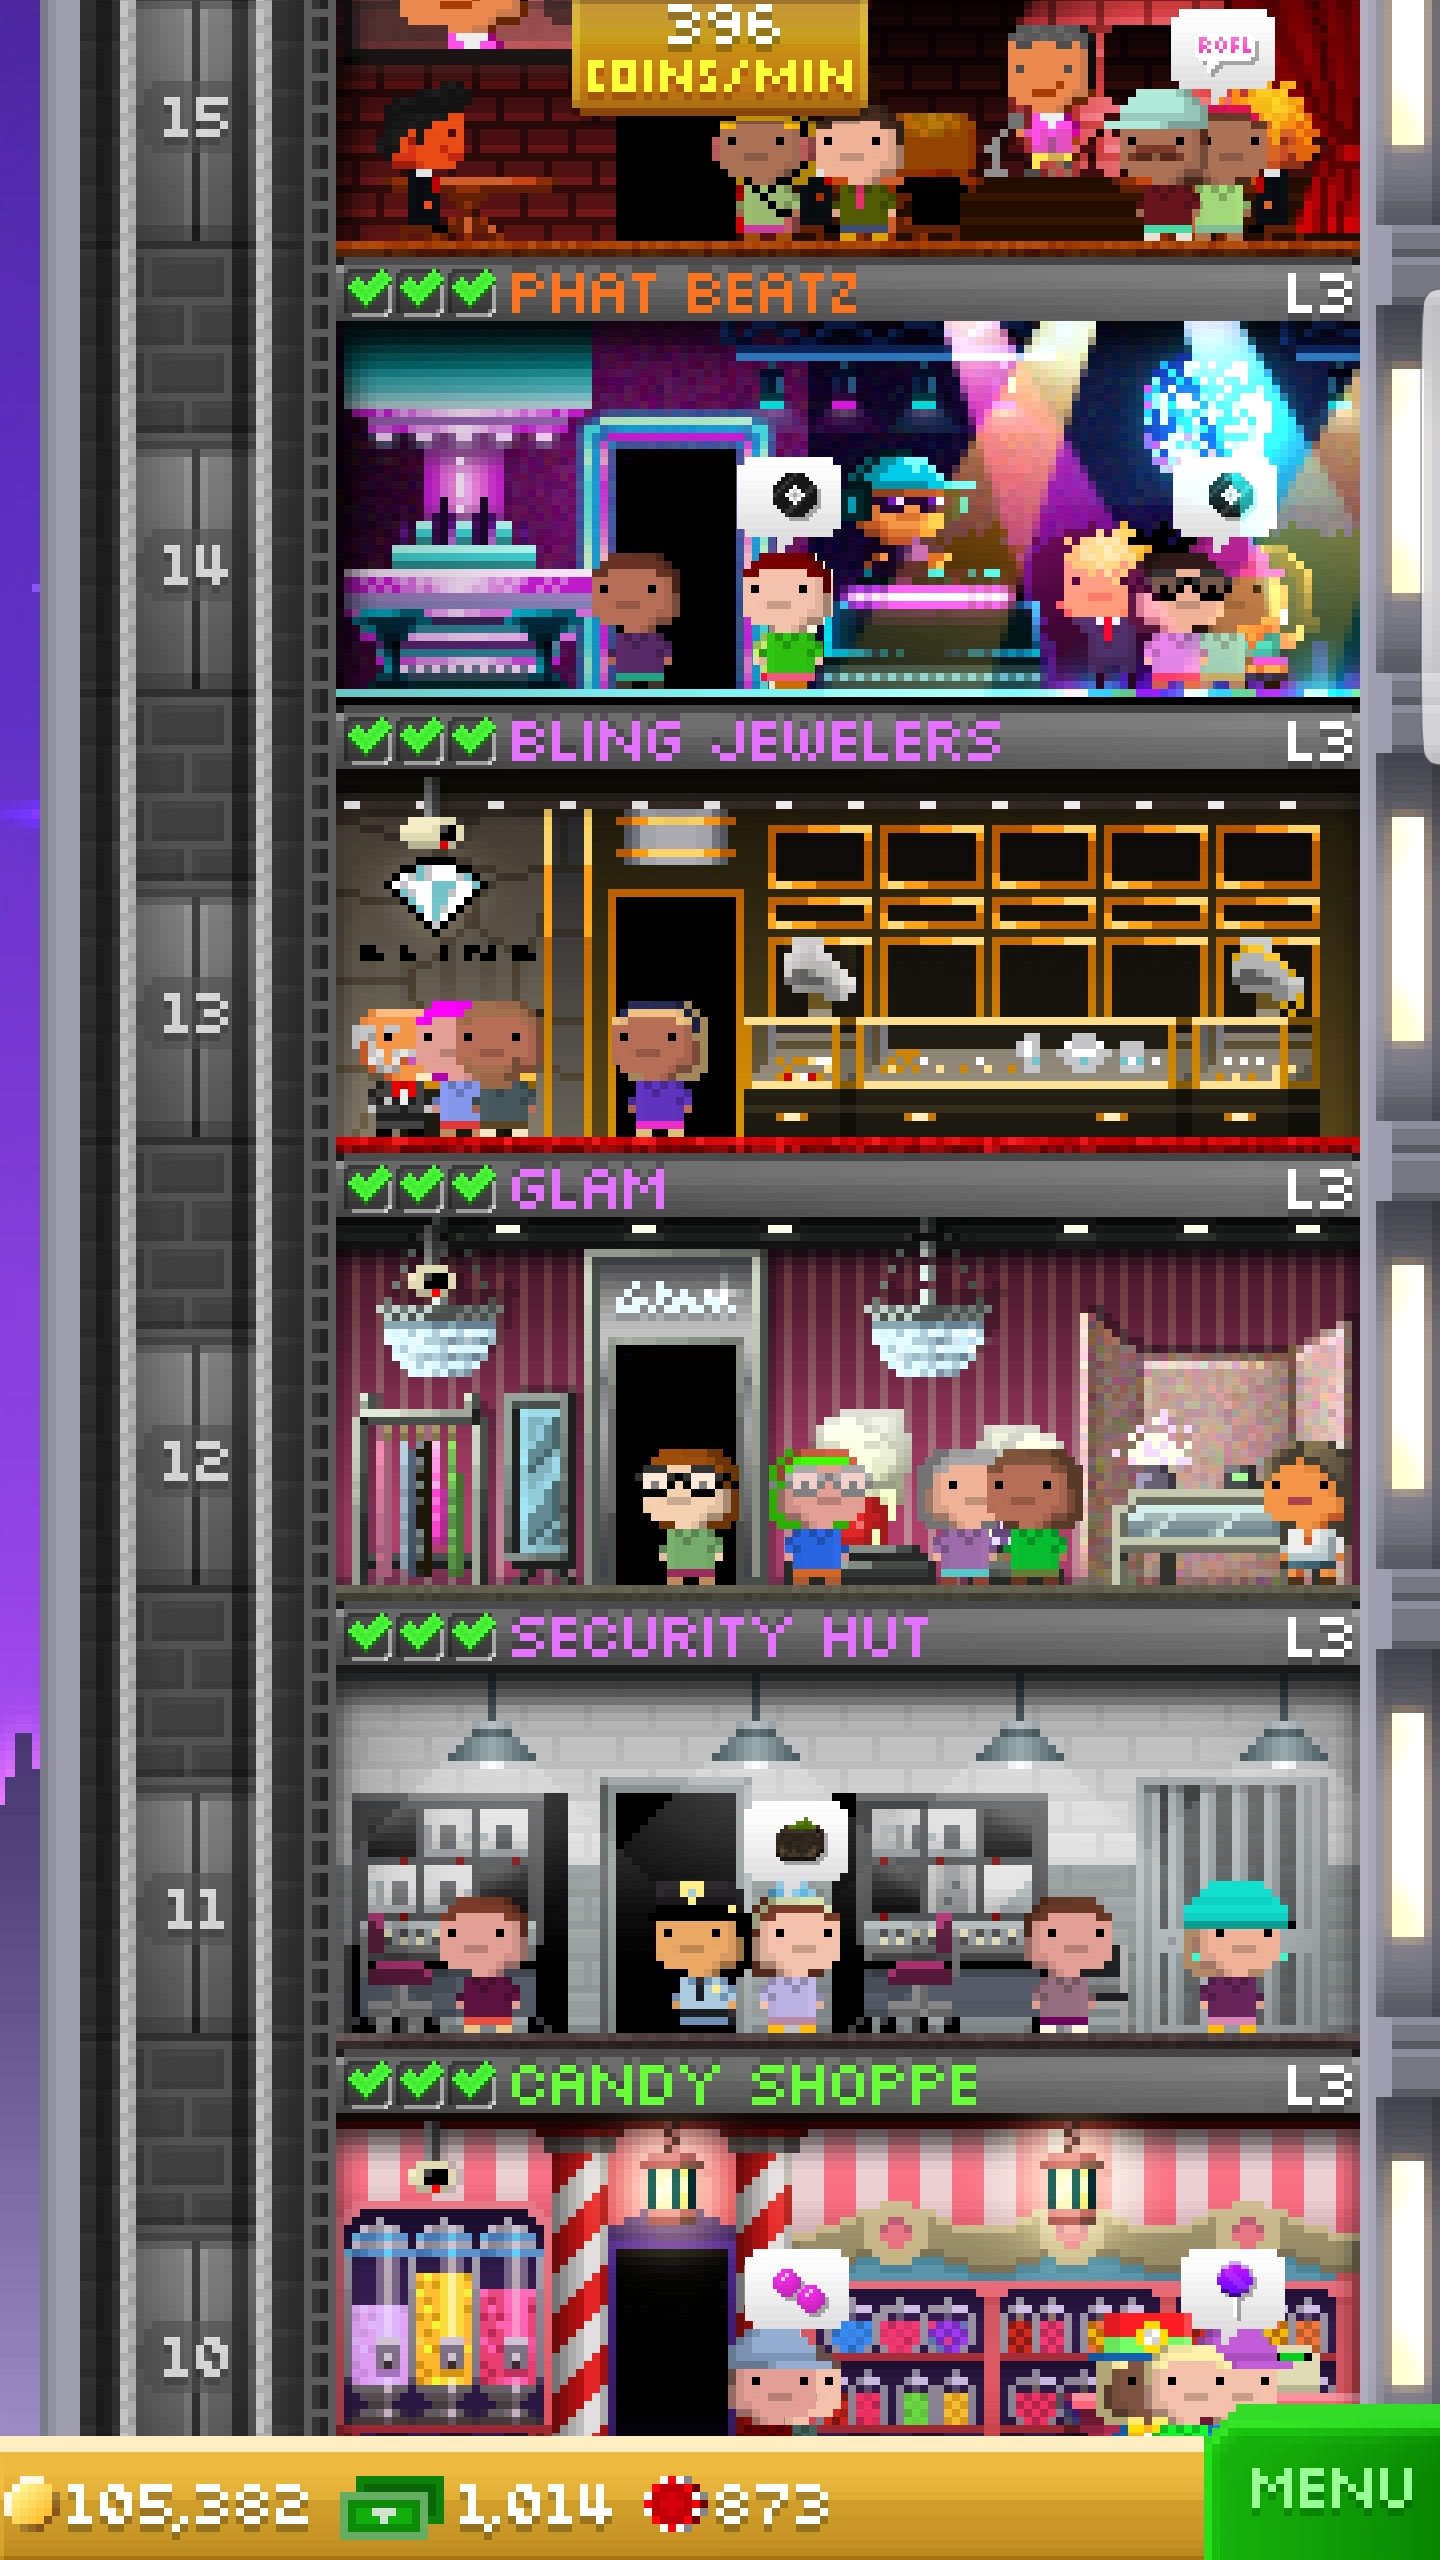 396
COINS/MIN
ROFL
15
PHAT BEATZ
L3
14
BLING JEWELERS
L3
BLING
13
GLAM
L3
Glam
12
SECURITY HUT
L3
11
CANDY SHOPPE
L3
10
105,382
1,014
873
MENU